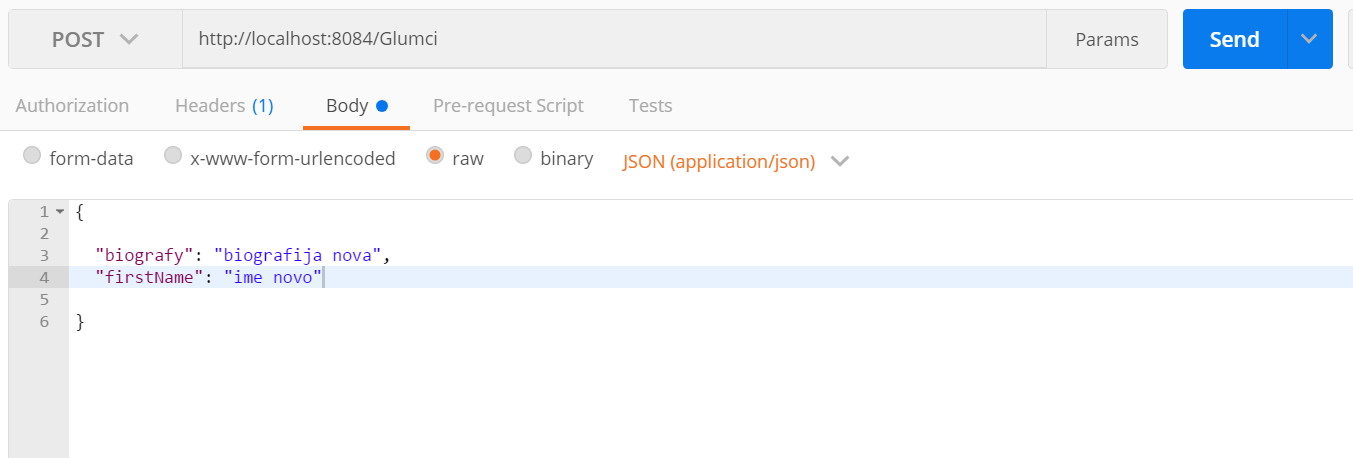 POST http://localhost:8084/Glumci Params Send
Authorization Headers (1) Body Pre-request Script Tests
form-data x-www-form-urlencoded raw binary JSON (application/json)
1 {
2
3 "biografy": "biografija nova",
4 "firstName": "ime novo"
5
6 }